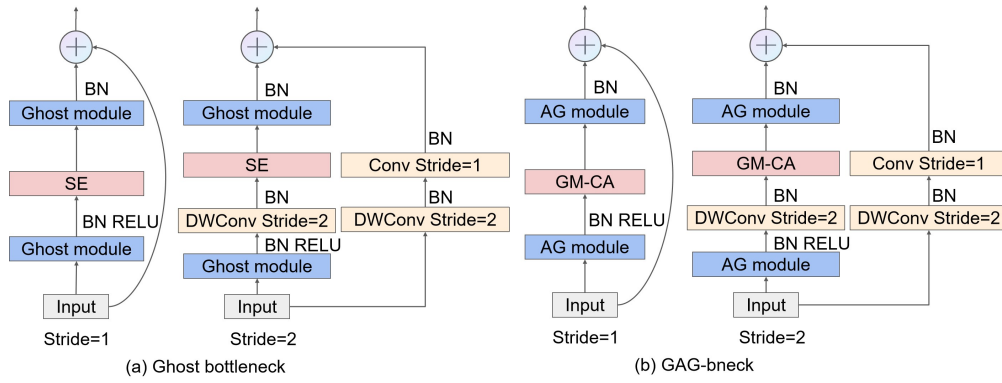 BN
Ghost module
SE
BN RELU
Ghost module
Input
Stride=1
BN
Ghost module
SE
BN
DWConv Stride=2
BN RELU
Ghost module
Input
Stride=2
BN
Conv Stride=1
BN
DWConv Stride=2
(a) Ghost bottleneck
BN
AG module
GM-CA
BN RELU
AG module
Input
Stride=1
BN
AG module
GM-CA
BN
DWConv Stride=2
BN RELU
AG module
Input
Stride=2
BN
Conv Stride=1
BN
DWConv Stride=2
(b) GAG-bneck